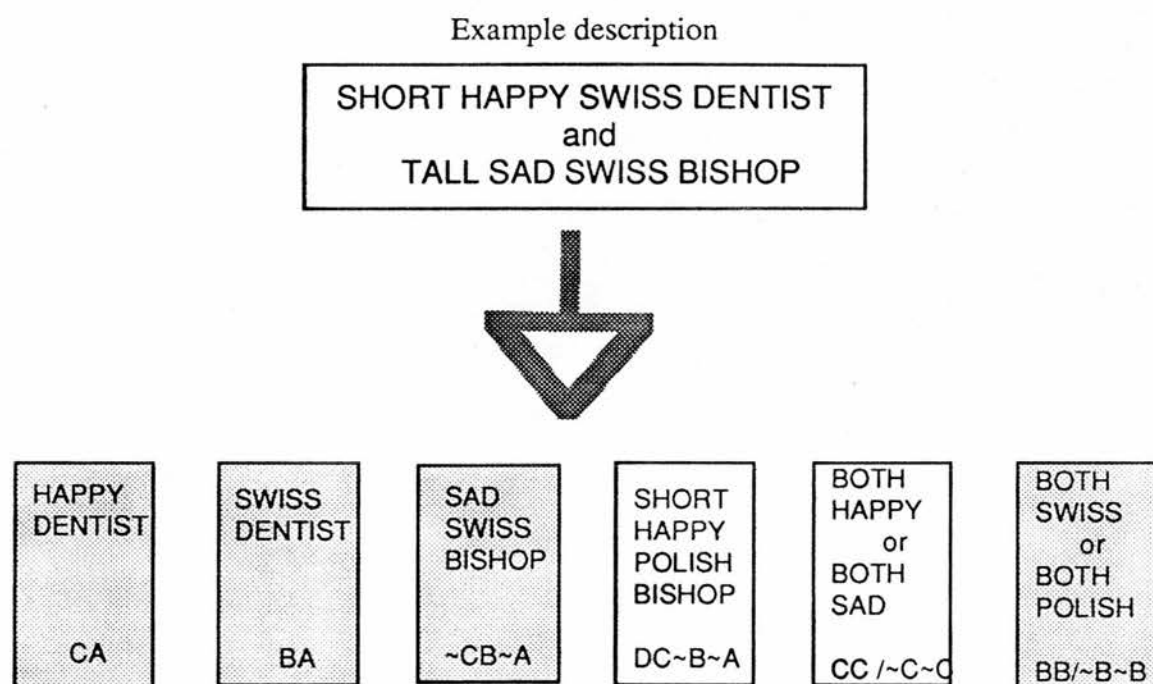 Example description
SHORT HAPPY SWISS DENTIST
and
TALL SAD SWISS BISHOP
HAPPY
DENTIST
CA
SWISS
DENTIST
BA
SAD
SWISS
BISHOP
~CB~A
SHORT
HAPPY
POLISH
BISHOP
DC~B~A
BOTH
HAPPY
or
BOTH
SAD
CC /~C~C
BOTH
SWISS
or
BOTH
POLISH
BB/~B~B